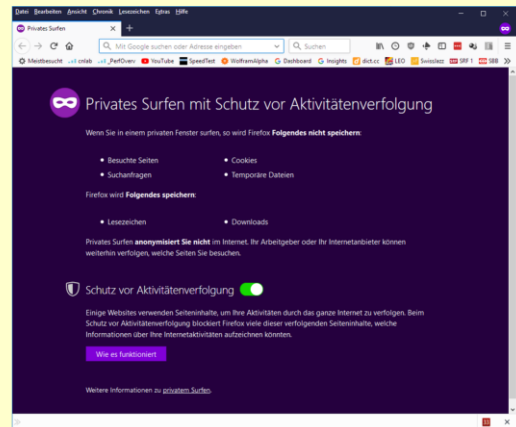 Datei Bearbeiten Ansicht Chronik Lesezeichen Extras Hilfe
Privates Surfen
Mit Google suchen oder Adresse eingeben
Suchen
Meistbesucht cnlab _PerfOverv YouTube SpeedTest WolframAlpha Dashboard Insights dict.cc LEO Swissjazz SRF 1 SBB
Privates Surfen mit Schutz vor Aktivitätenverfolgung
Wenn Sie in einem privaten Fenster surfen, so wird Firefox Folgendes nicht speichern:
• Besuchte Seiten • Cookies
• Suchanfragen • Temporäre Dateien
Firefox wird Folgendes speichern:
• Lesezeichen • Downloads
Privates Surfen anonymisiert Sie nicht im Internet. Ihr Arbeitgeber oder Ihr Internetanbieter können
weiterhin verfolgen, welche Seiten Sie besuchen.
Schutz vor Aktivitätenverfolgung
Einige Websites verwenden Seiteninhalte, um Ihre Aktivitäten durch das ganze Internet zu verfolgen. Beim
Schutz vor Aktivitätenverfolgung blockiert Firefox viele dieser verfolgenden Seiteninhalte, welche
Informationen über Ihre Internetaktivitäten aufzeichnen könnten.
Wie es funktioniert
Weitere Informationen zu privatem Surfen.